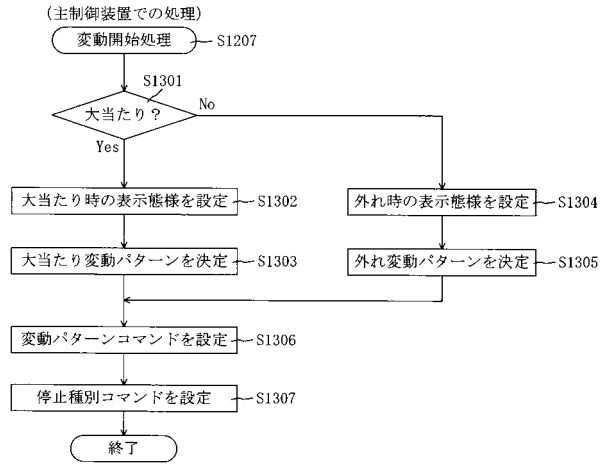 (主制御装置での処理)
変動開始処理
S1207
S1301
大当たり?
No
Yes
大当たり時の表示態様を設定
S1302
外れ時の表示態様を設定
S1304
大当たり変動パターンを決定
S1303
外れ変動パターンを決定
S1305
変動パターンコマンドを設定
S1306
停止種別コマンドを設定
S1307
終了